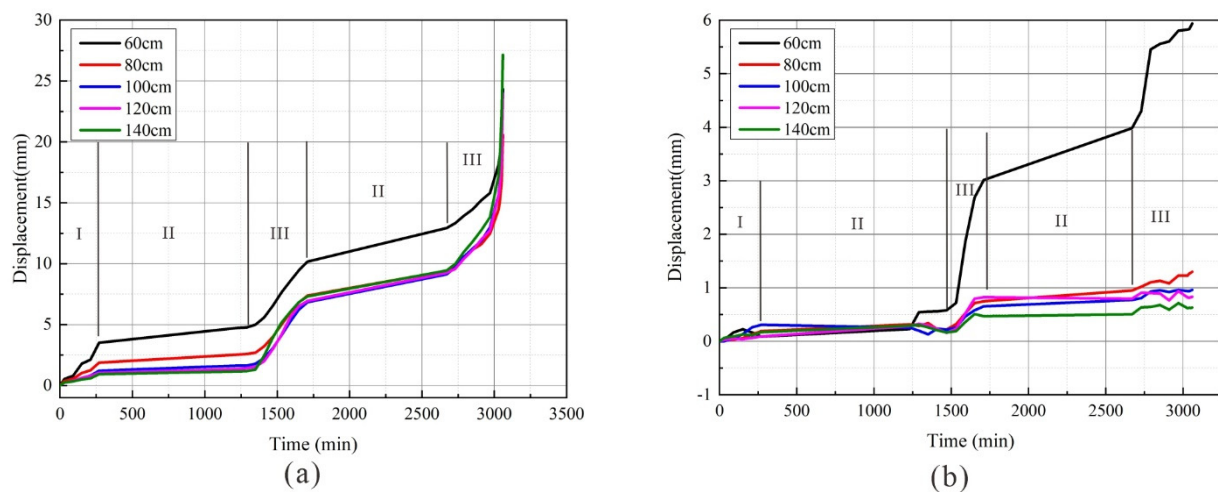 30
25
20
15
10
5
0
Displacement(mm)
60cm
80cm
100cm
120cm
140cm
I
II
III
II
III
0
500
1000
1500
2000
2500
3000
3500
Time (min)
(a)
6
5
4
3
2
1
0
-1
Displacement(mm)
60cm
80cm
100cm
120cm
140cm
I
II
III
II
III
0
500
1000
1500
2000
2500
3000
Time (min)
(b)